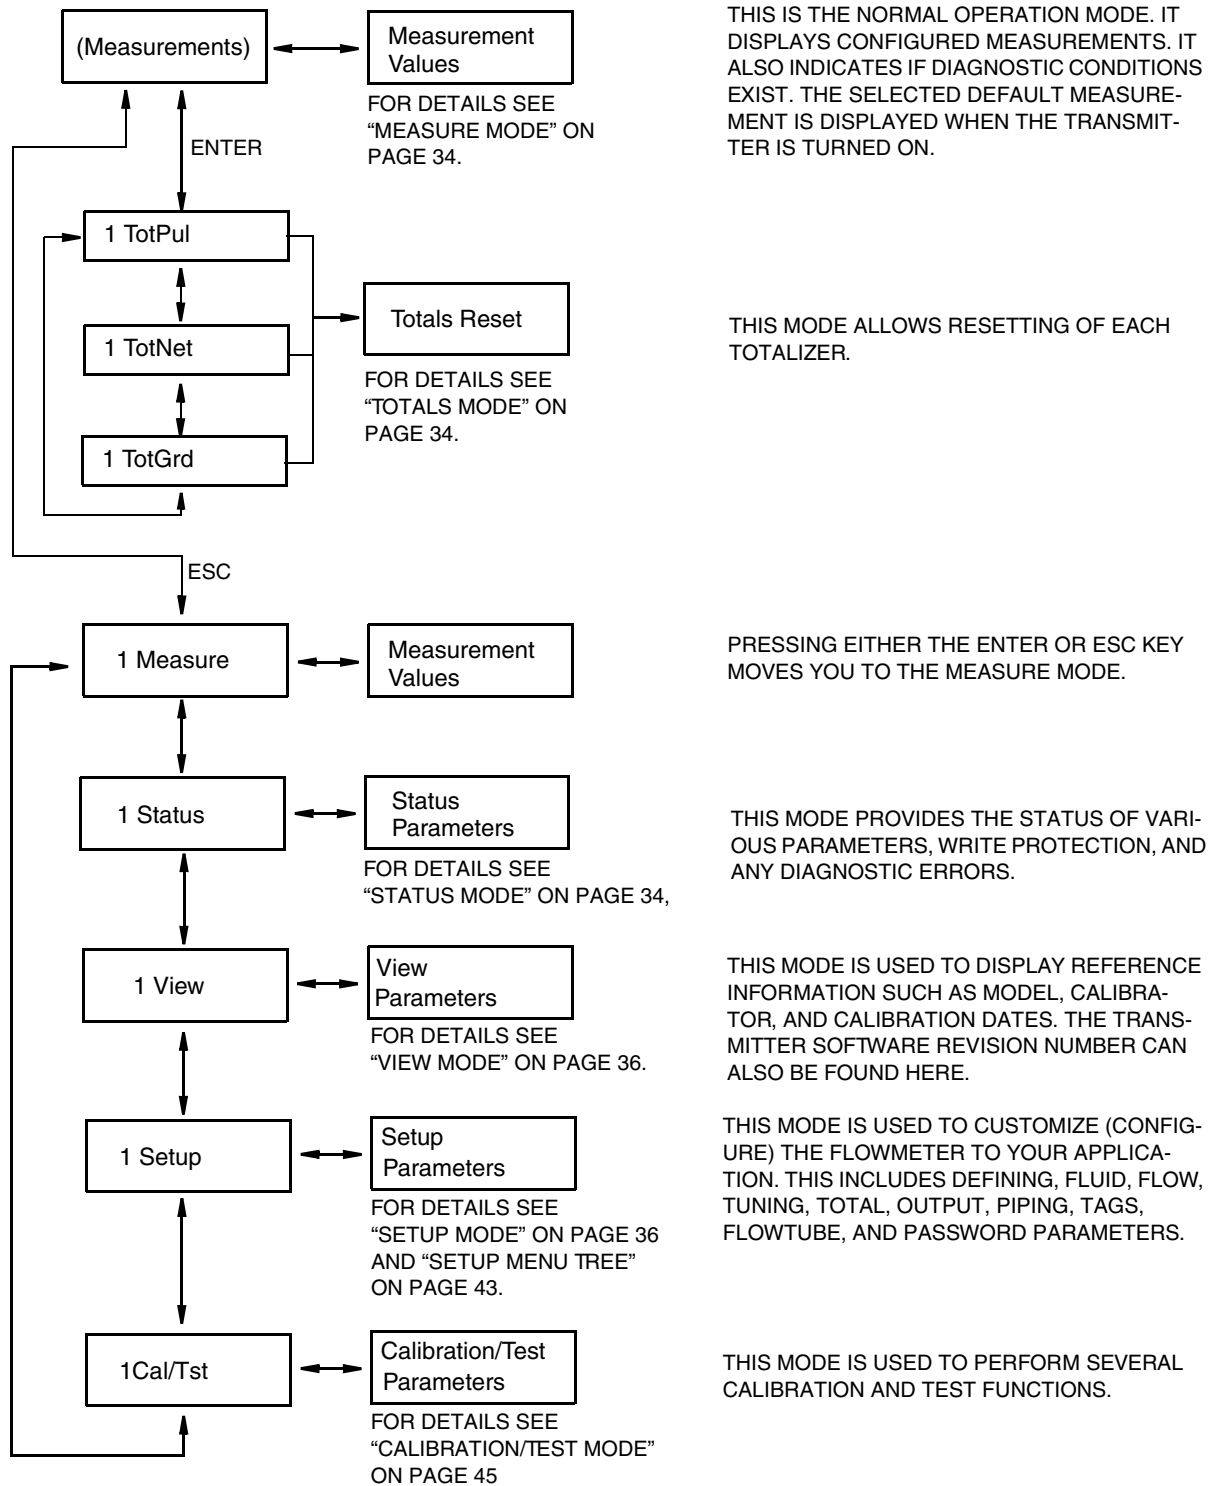 (Measurements)
Measurement
Values
FOR DETAILS SEE
“MEASURE MODE” ON
PAGE 34.
THIS IS THE NORMAL OPERATION MODE. IT
DISPLAYS CONFIGURED MEASUREMENTS. IT
ALSO INDICATES IF DIAGNOSTIC CONDITIONS
EXIST. THE SELECTED DEFAULT MEASURE-
MENT IS DISPLAYED WHEN THE TRANSMIT-
TER IS TURNED ON.
ENTER
1 TotPul
1 TotNet
1 TotGrd
Totals Reset
FOR DETAILS SEE
“TOTALS MODE” ON
PAGE 34.
THIS MODE ALLOWS RESETTING OF EACH
TOTALIZER.
ESC
1 Measure
Measurement
Values
PRESSING EITHER THE ENTER OR ESC KEY
MOVES YOU TO THE MEASURE MODE.
1 Status
Status
Parameters
FOR DETAILS SEE
“STATUS MODE” ON PAGE 34,
THIS MODE PROVIDES THE STATUS OF VARI-
OUS PARAMETERS, WRITE PROTECTION, AND
ANY DIAGNOSTIC ERRORS.
1 View
View
Parameters
FOR DETAILS SEE
“VIEW MODE” ON PAGE 36.
THIS MODE IS USED TO DISPLAY REFERENCE
INFORMATION SUCH AS MODEL, CALIBRA-
TOR, AND CALIBRATION DATES. THE TRANS-
MITTER SOFTWARE REVISION NUMBER CAN
ALSO BE FOUND HERE.
1 Setup
Setup
Parameters
FOR DETAILS SEE
“SETUP MODE” ON PAGE 36
AND “SETUP MENU TREE”
ON PAGE 43.
THIS MODE IS USED TO CUSTOMIZE (CONFIG-
URE) THE FLOWMETER TO YOUR APPLICA-
TION. THIS INCLUDES DEFINING, FLUID, FLOW,
TUNING, TOTAL, OUTPUT, PIPING, TAGS,
FLOWTUBE, AND PASSWORD PARAMETERS.
1Cal/Tst
Calibration/Test
Parameters
FOR DETAILS SEE
“CALIBRATION/TEST MODE”
ON PAGE 45
THIS MODE IS USED TO PERFORM SEVERAL
CALIBRATION AND TEST FUNCTIONS.